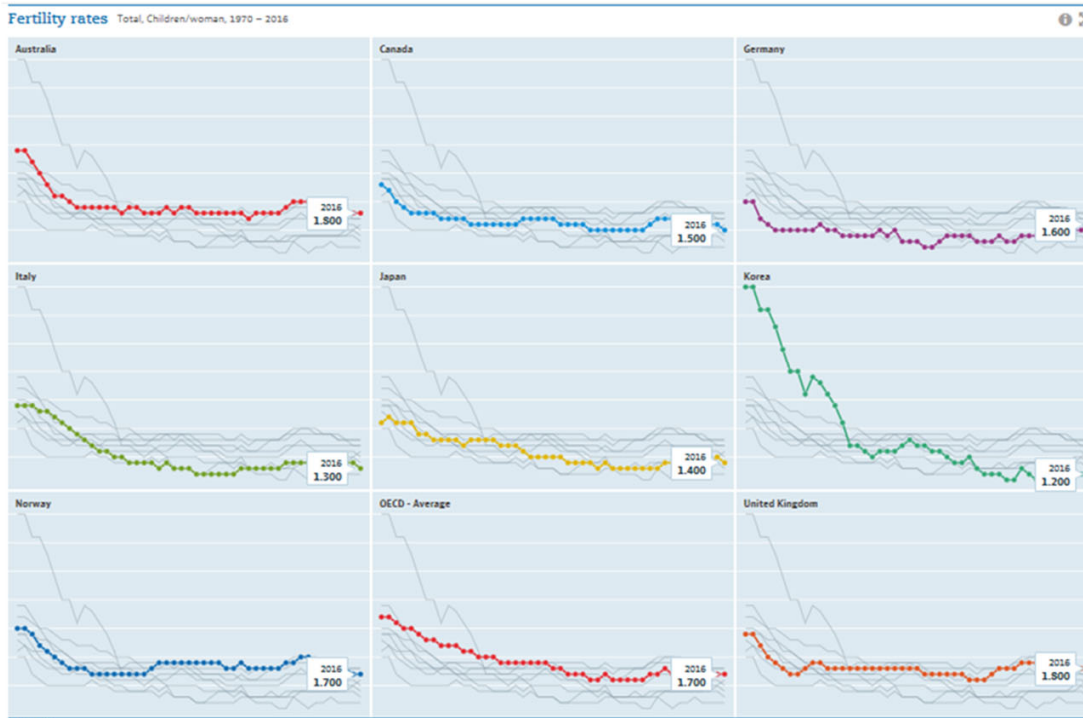 Fertility rates Total, Children/woman, 1970 – 2016
Australia
2016
1.800
Canada
2016
1.500
Germany
2016
1.600
Italy
2016
1.300
Japan
2016
1.400
Korea
2016
1.200
Norway
2016
1.700
OECD - Average
2016
1.700
United Kingdom
2016
1.800